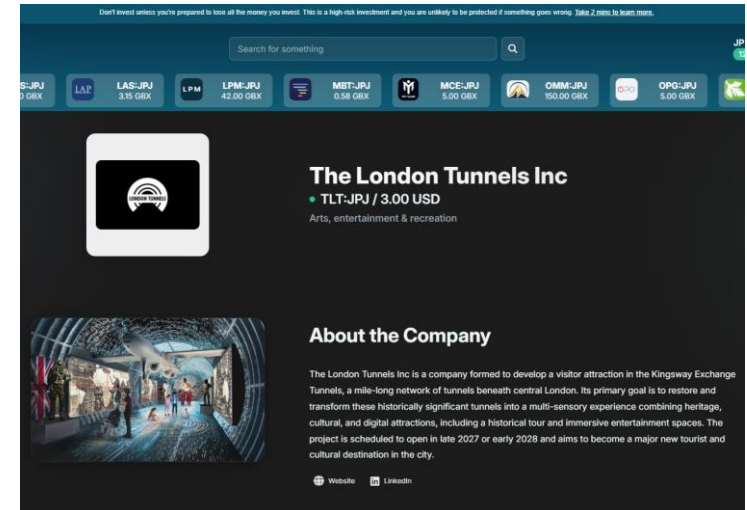 Don't invest unless you're prepared to lose all the money you invest. This is a high-risk investment and you are unlikely to be protected if something goes wrong. Take 2 mins to learn more.
Search for something
JP
S:JPJ
GBX
LAP
LAS:JPJ
3.15 GBX
LPM
LPM:JPJ
42.00 GBX
MBT:JPJ
0.58 GBX
MCE:JPJ
5.00 GBX
OMM:JPJ
150.00 GBX
OPG
OPG:JPJ
5.00 GBX
LONDON TUNNELS
The London Tunnels Inc
TLT:JPJ / 3.00 USD
Arts, entertainment & recreation
About the Company
The London Tunnels Inc is a company formed to develop a visitor attraction in the Kingsway Exchange
Tunnels, a mile-long network of tunnels beneath central London. Its primary goal is to restore and
transform these historically significant tunnels into a multi-sensory experience combining heritage,
cultural, and digital attractions, including a historical tour and immersive entertainment spaces. The
project is scheduled to open in late 2027 or early 2028 and aims to become a major new tourist and
cultural destination in the city.
Website
LinkedIn